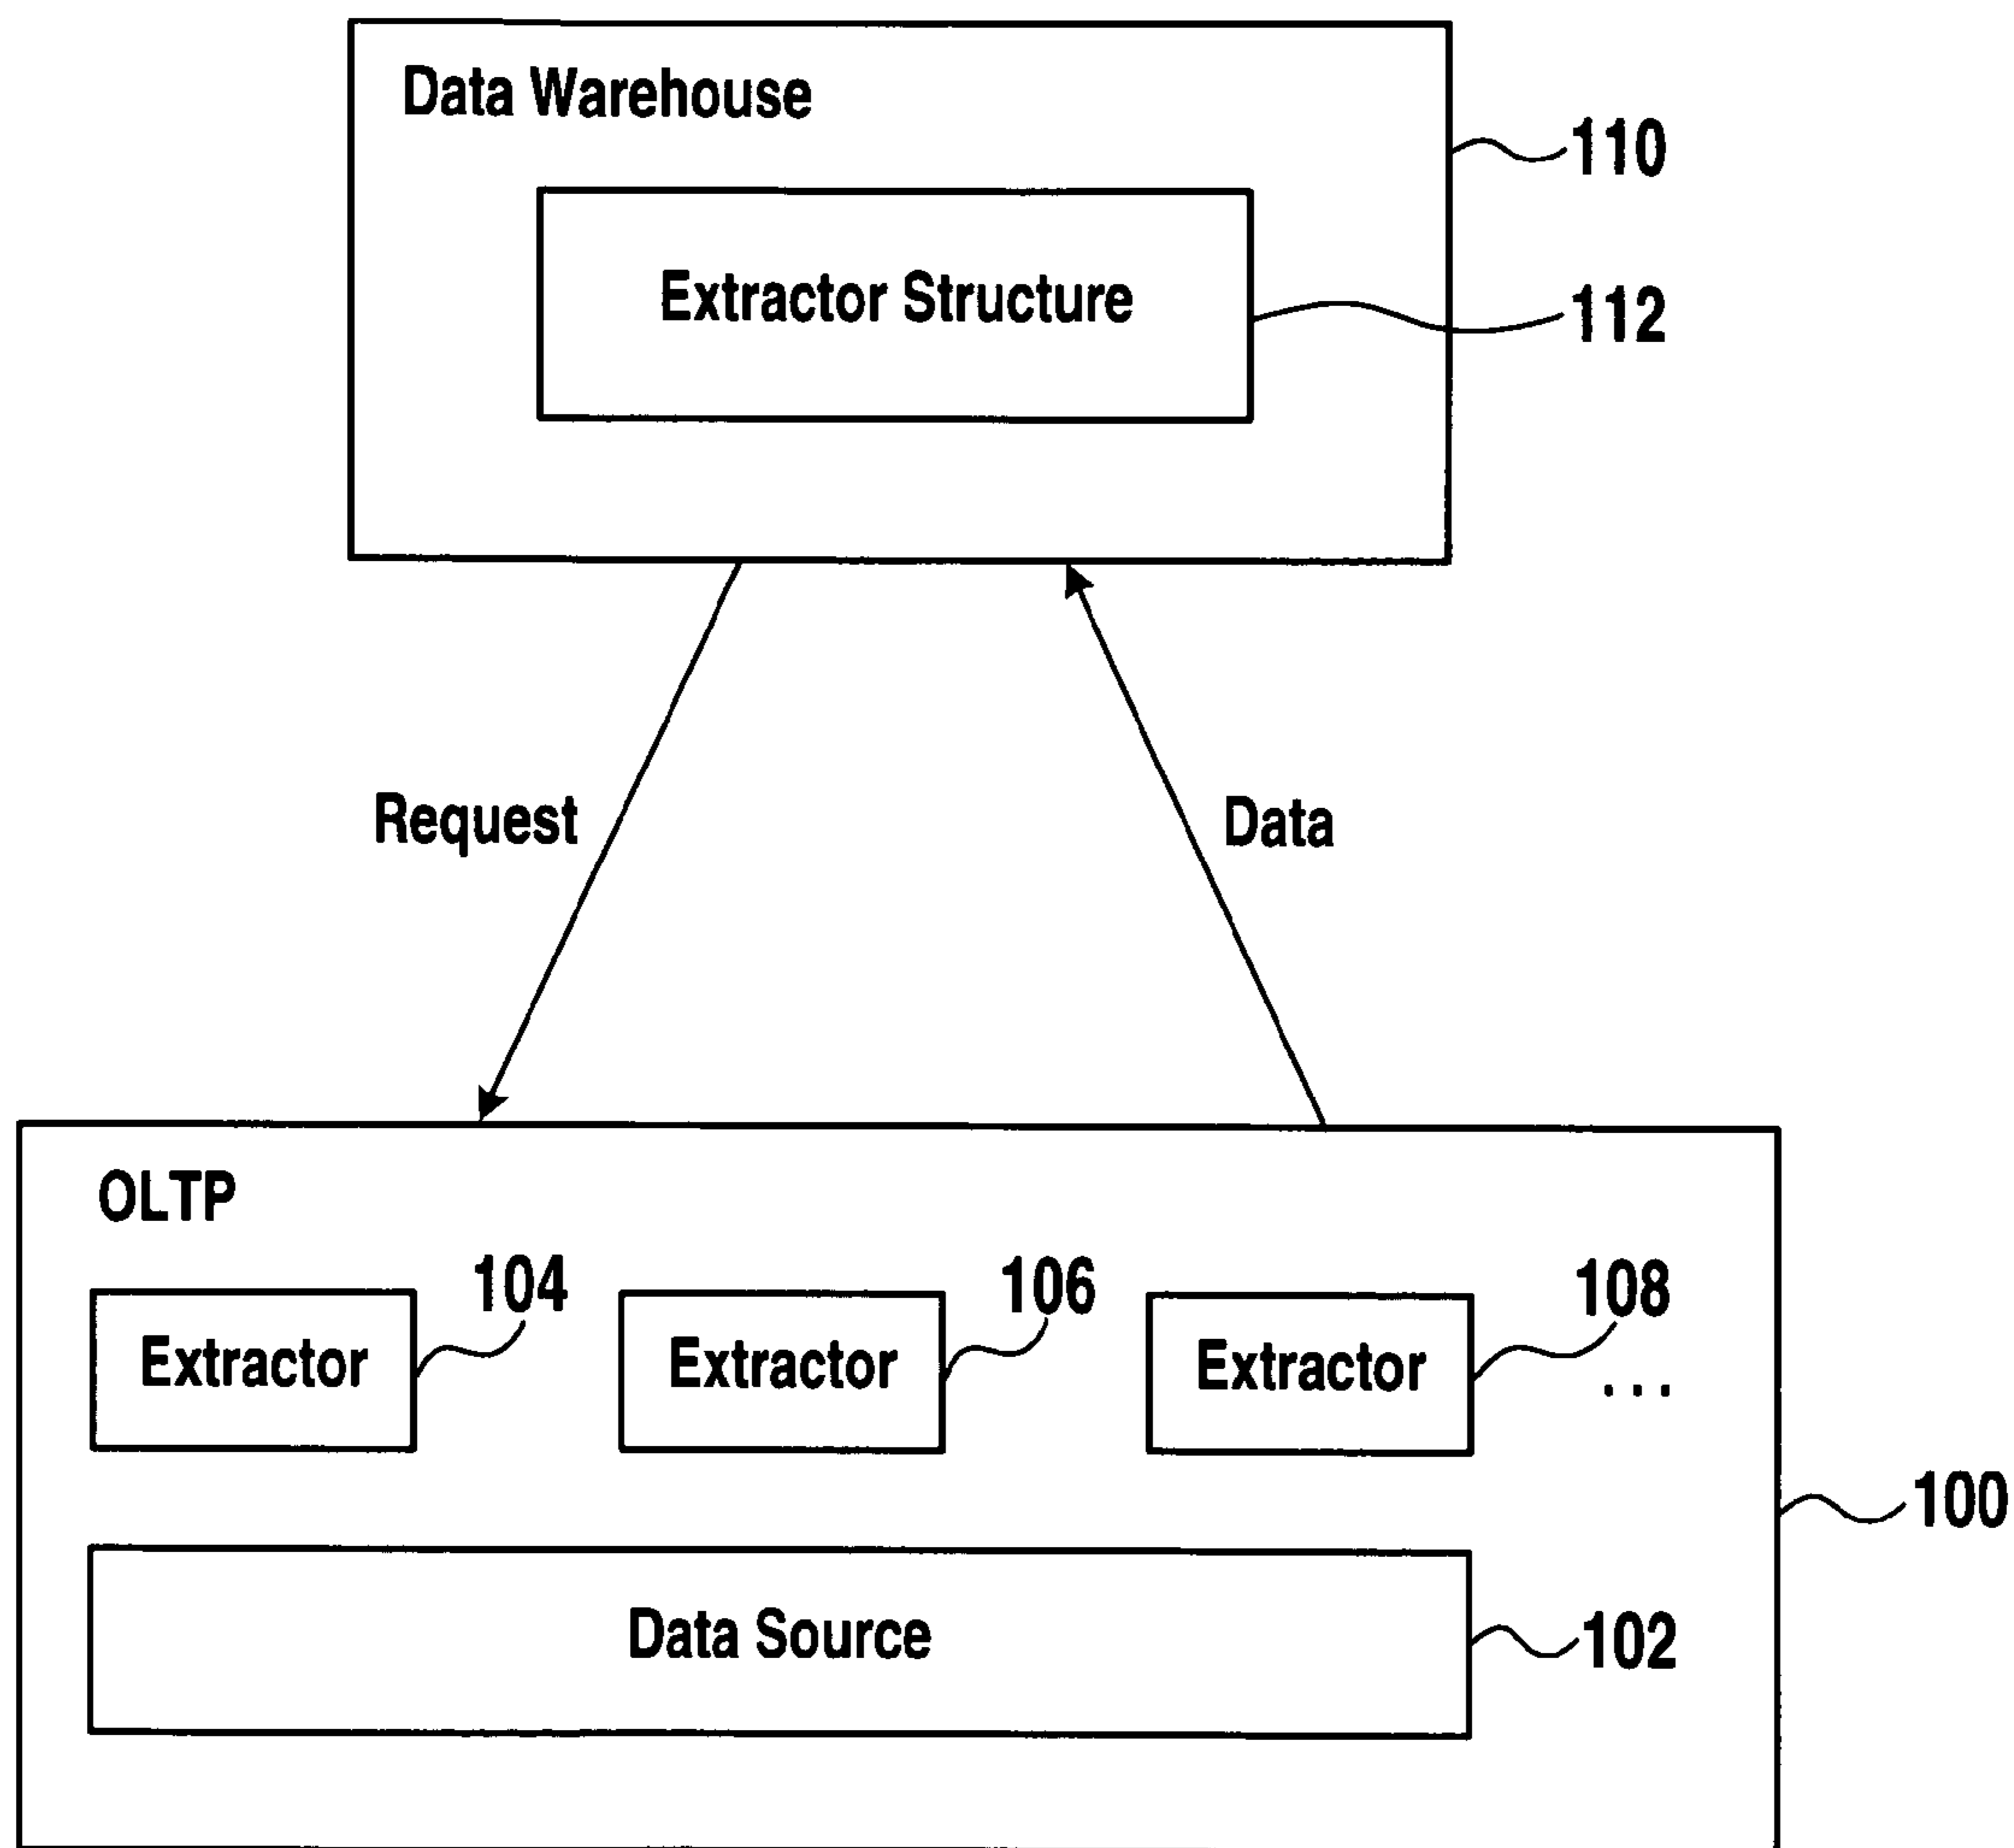 Data Warehouse
110
Extractor Structure
112
Request
Data
OLTP
104
106
108
Extractor
Extractor
Extractor
...
100
Data Source
102